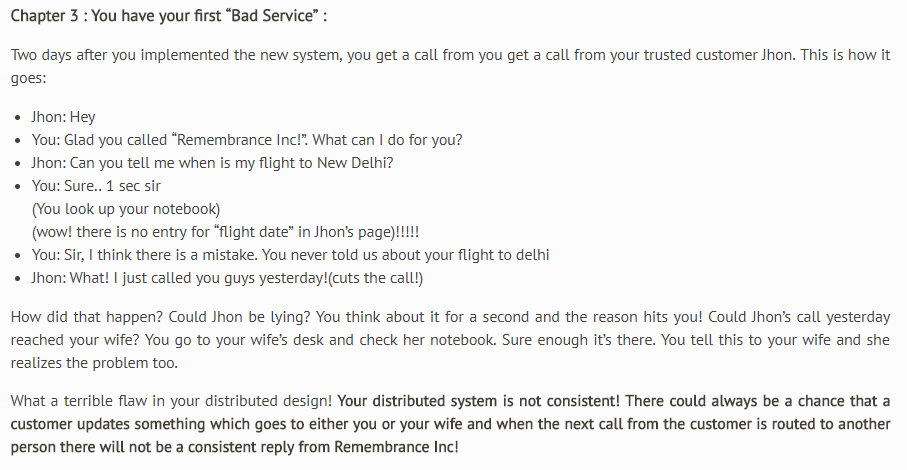 Chapter 3 : You have your first “Bad Service” :
Two days after you implemented the new system, you get a call from you get a call from your trusted customer Jhon. This is how it
goes:
• Jhon: Hey
• You: Glad you called “Remembrance Inc!”. What can I do for you?
• Jhon: Can you tell me when is my flight to New Delhi?
• You: Sure.. 1 sec sir
(You look up your notebook)
(wow! there is no entry for “flight date” in Jhon’s page)!!!!!
• You: Sir, I think there is a mistake. You never told us about your flight to delhi
• Jhon: What! I just called you guys yesterday!(cuts the call!)
How did that happen? Could Jhon be lying? You think about it for a second and the reason hits you! Could Jhon’s call yesterday
reached your wife? You go to your wife’s desk and check her notebook. Sure enough it’s there. You tell this to your wife and she
realizes the problem too.
What a terrible flaw in your distributed design! Your distributed system is not consistent! There could always be a chance that a
customer updates something which goes to either you or your wife and when the next call from the customer is routed to another
person there will not be a consistent reply from Remembrance Inc!